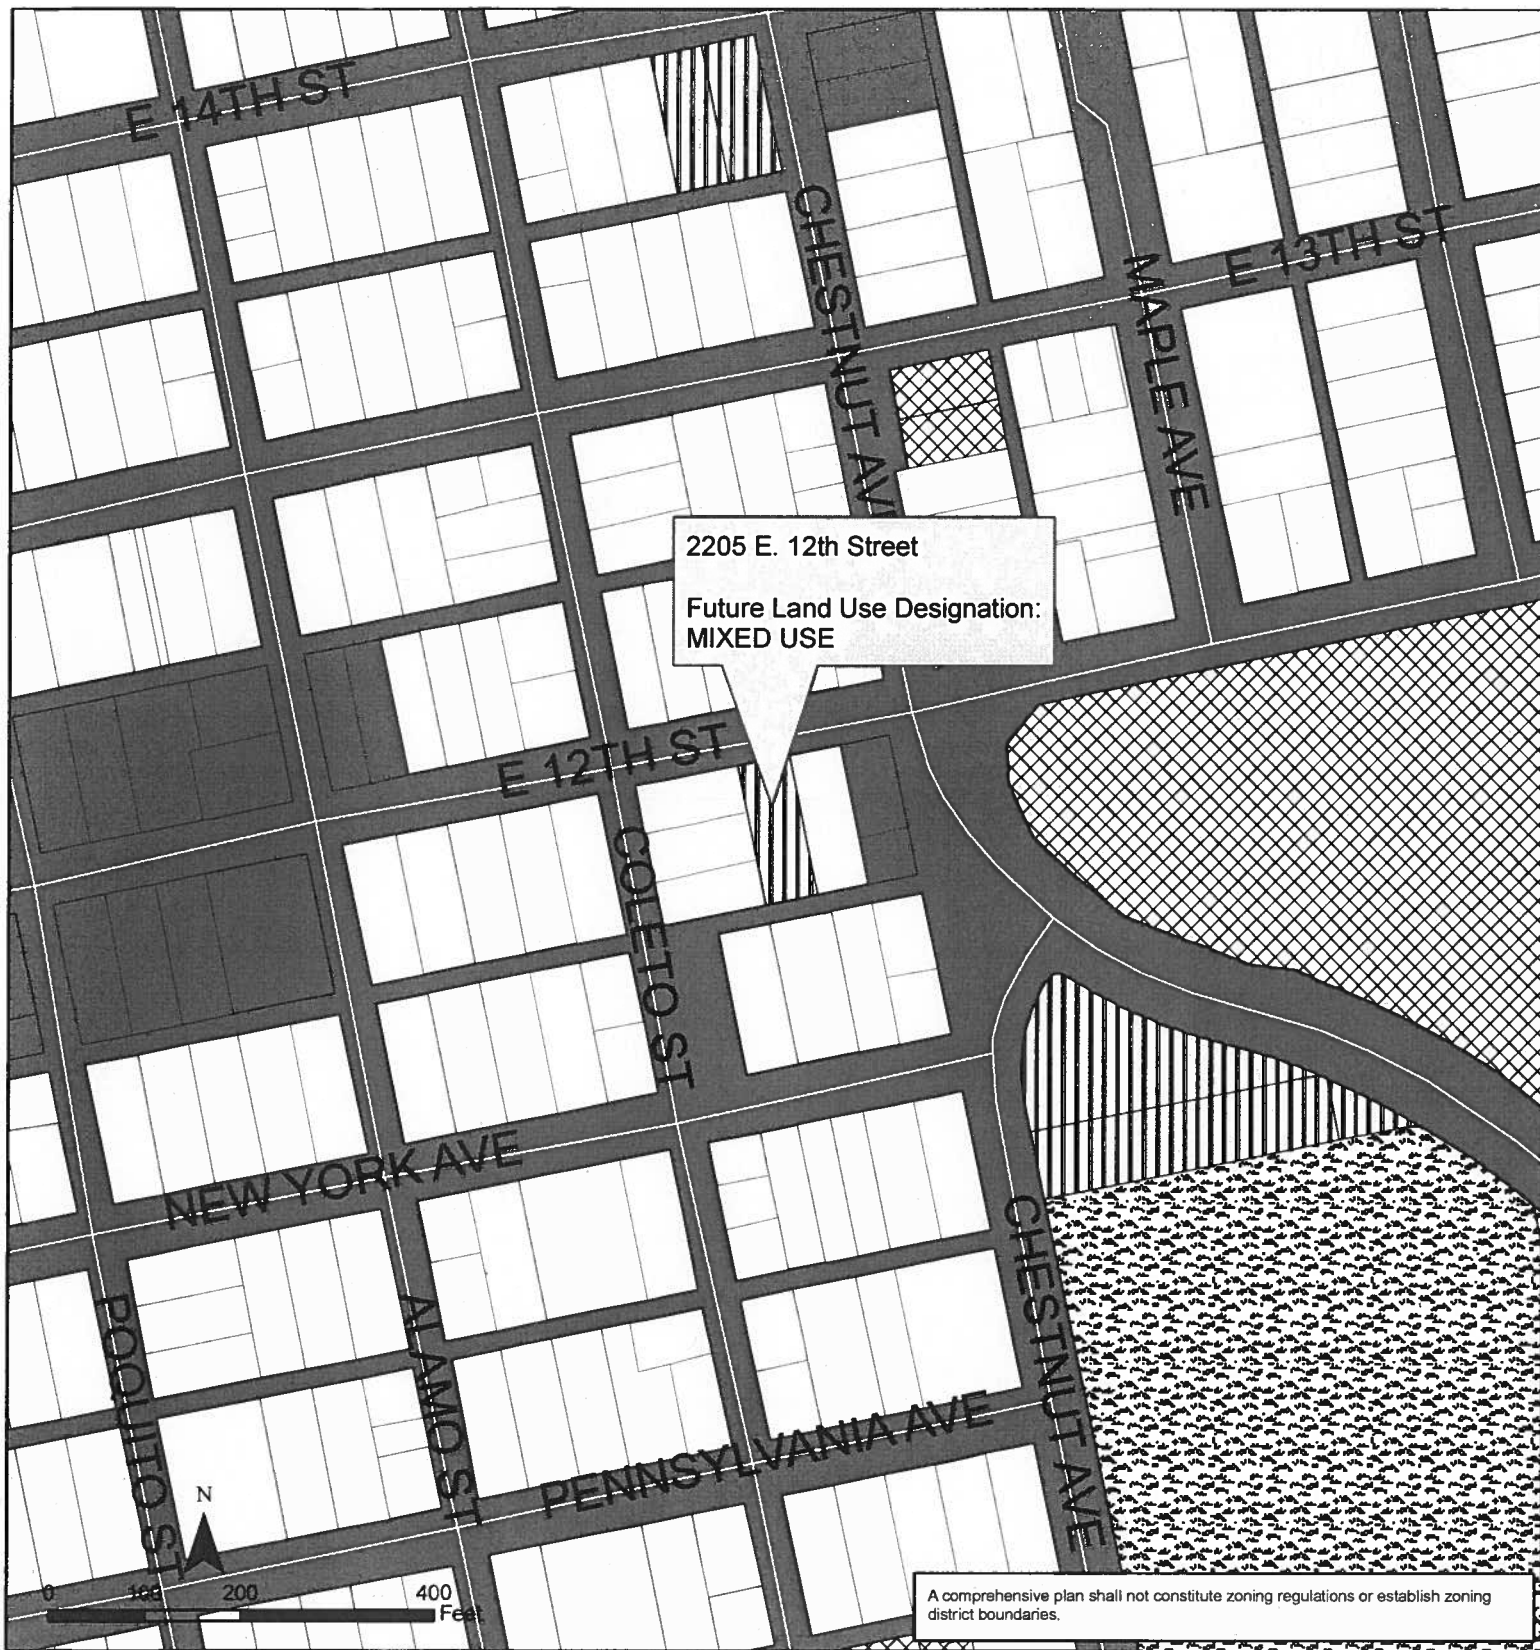 E 14TH ST
CHESTNUT AVE
E 13TH ST
MAPLE AVE
2205 E. 12th Street
Future Land Use Designation:
MIXED USE
E 12TH ST
COLETO ST
NEW YORK AVE
CHESTNUT AVE
POQUITO ST
ALAMO ST
PENNSYLVANIA AVE
N
0 100 200 400
Feet
A comprehensive plan shall not constitute zoning regulations or establish zoning
district boundaries.